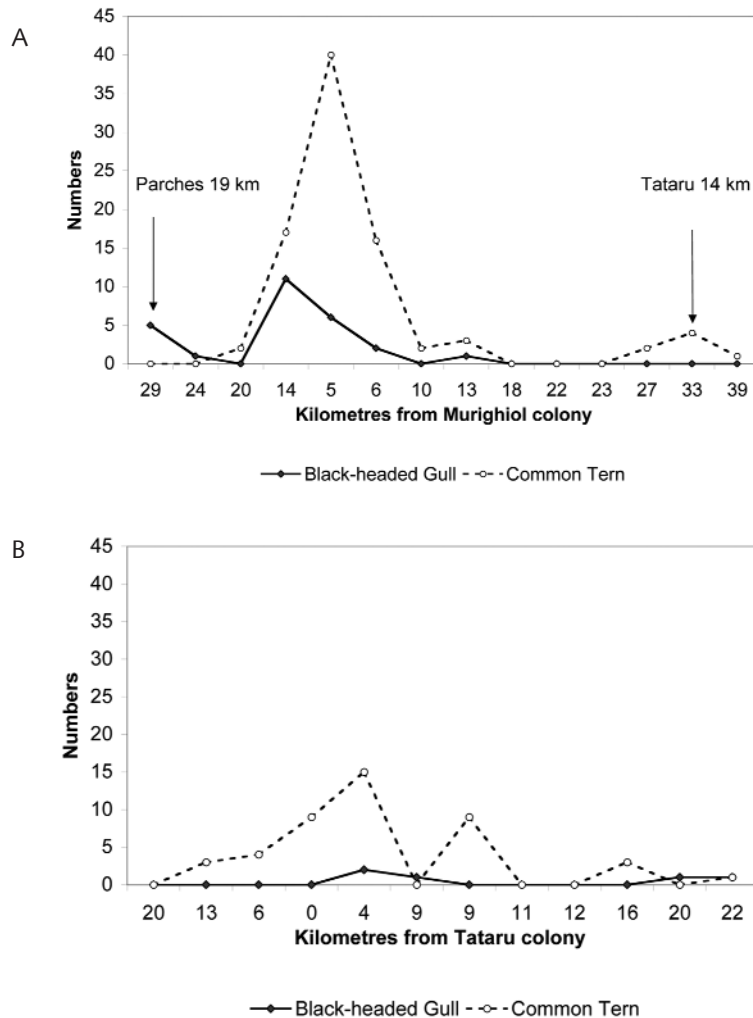 A
45
40
35
30
25
20
15
10
5
0
Numbers
Parches 19 km
Tataru 14 km
29 24 20 14 5 6 10 13 18 22 23 27 33 39
Kilometres from Murighiol colony
Black-headed Gull Common Tern
B
45
40
35
30
25
20
15
10
5
0
Numbers
20 13 6 0 4 9 9 11 12 16 20 22
Kilometres from Tataru colony
Black-headed Gull Common Tern